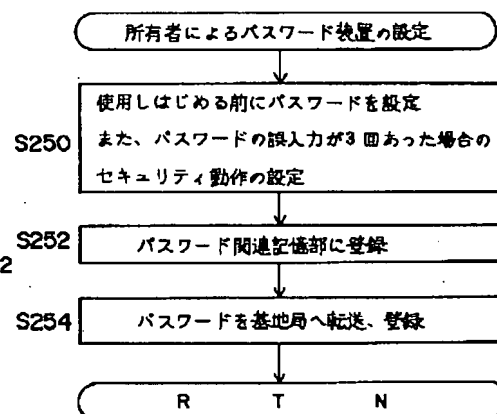 所有者によるパスワード装置の設定
S250
使用しはじめる前にパスワードを設定
また、パスワードの誤入力が3回あった場合の
セキュリティ動作の設定
S252
パスワード関連記憶部に登録
2
S254
パスワードを基地局へ転送、登録
R T N